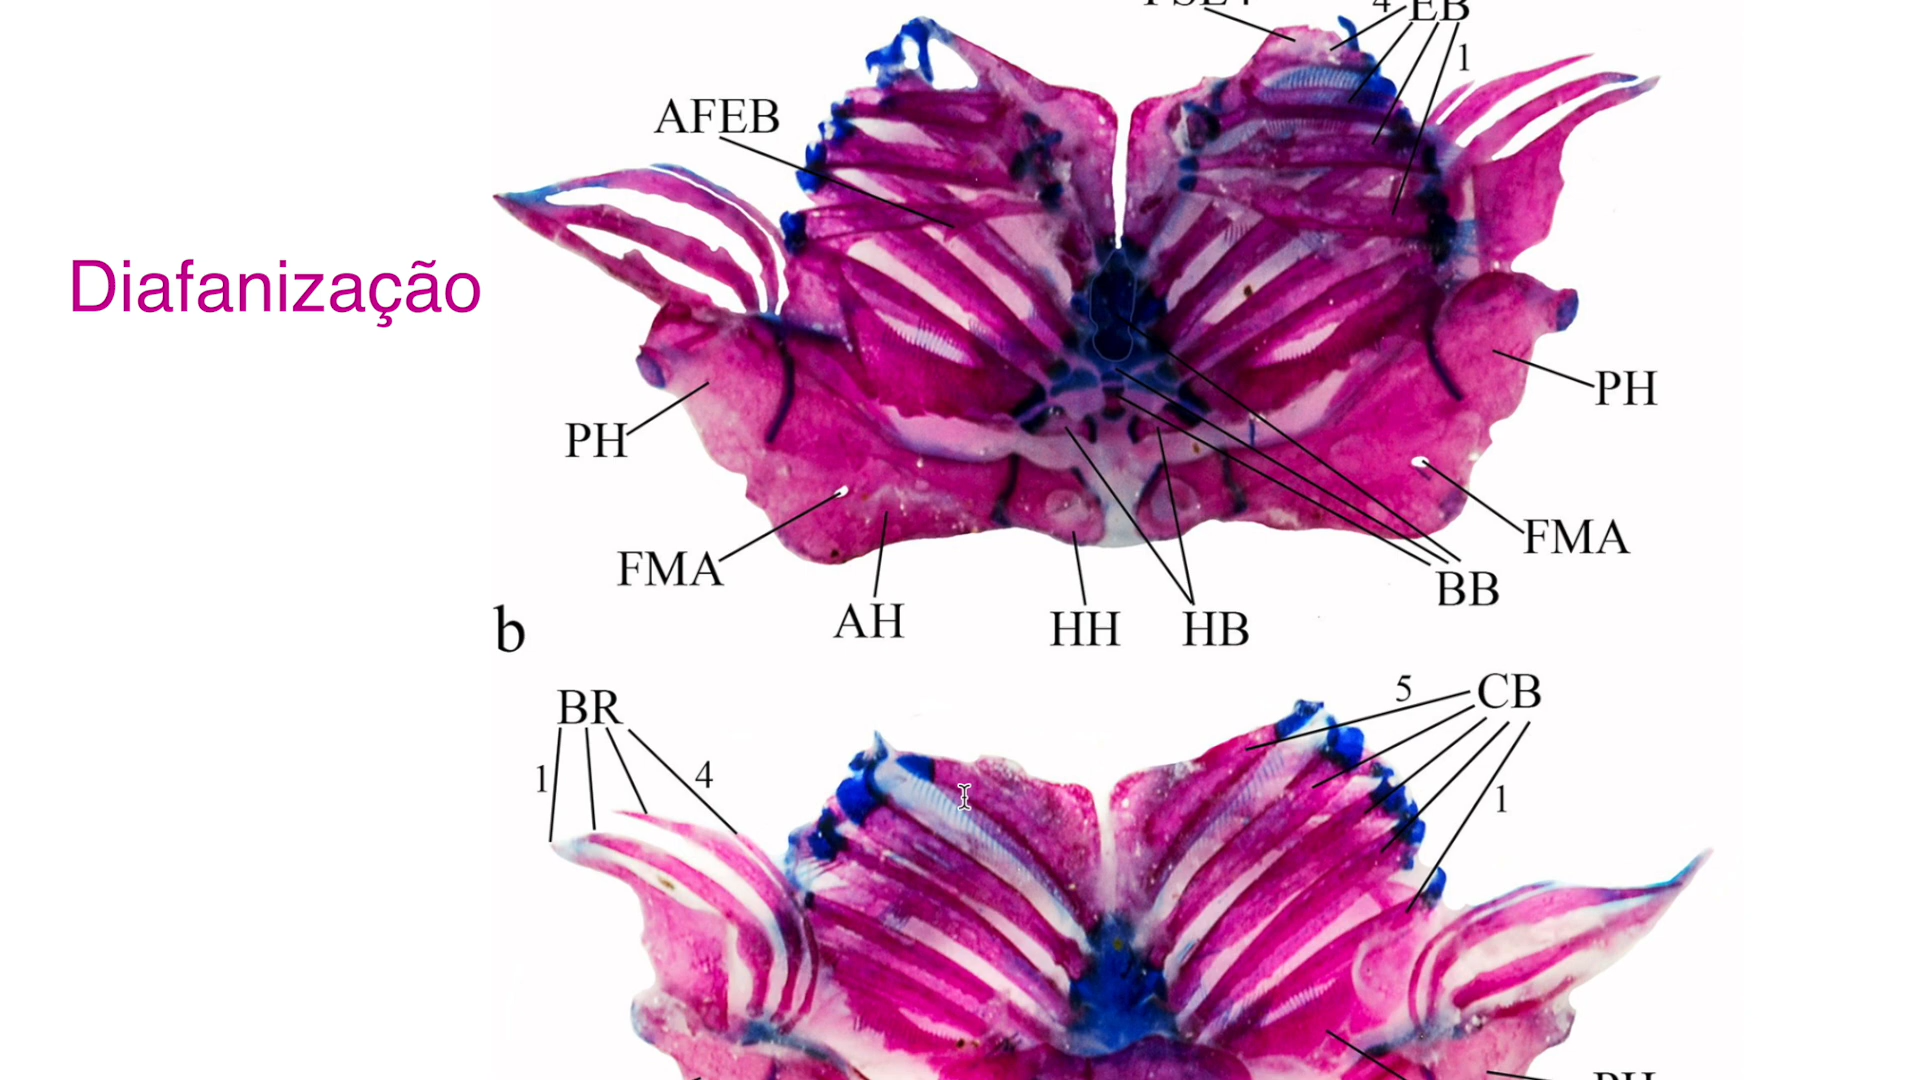 4 EB
1
AFEB
Diafanização
PH
PH
FMA
FMA
BB
AH
HH
HB
b
BR
5
CB
1
4
1